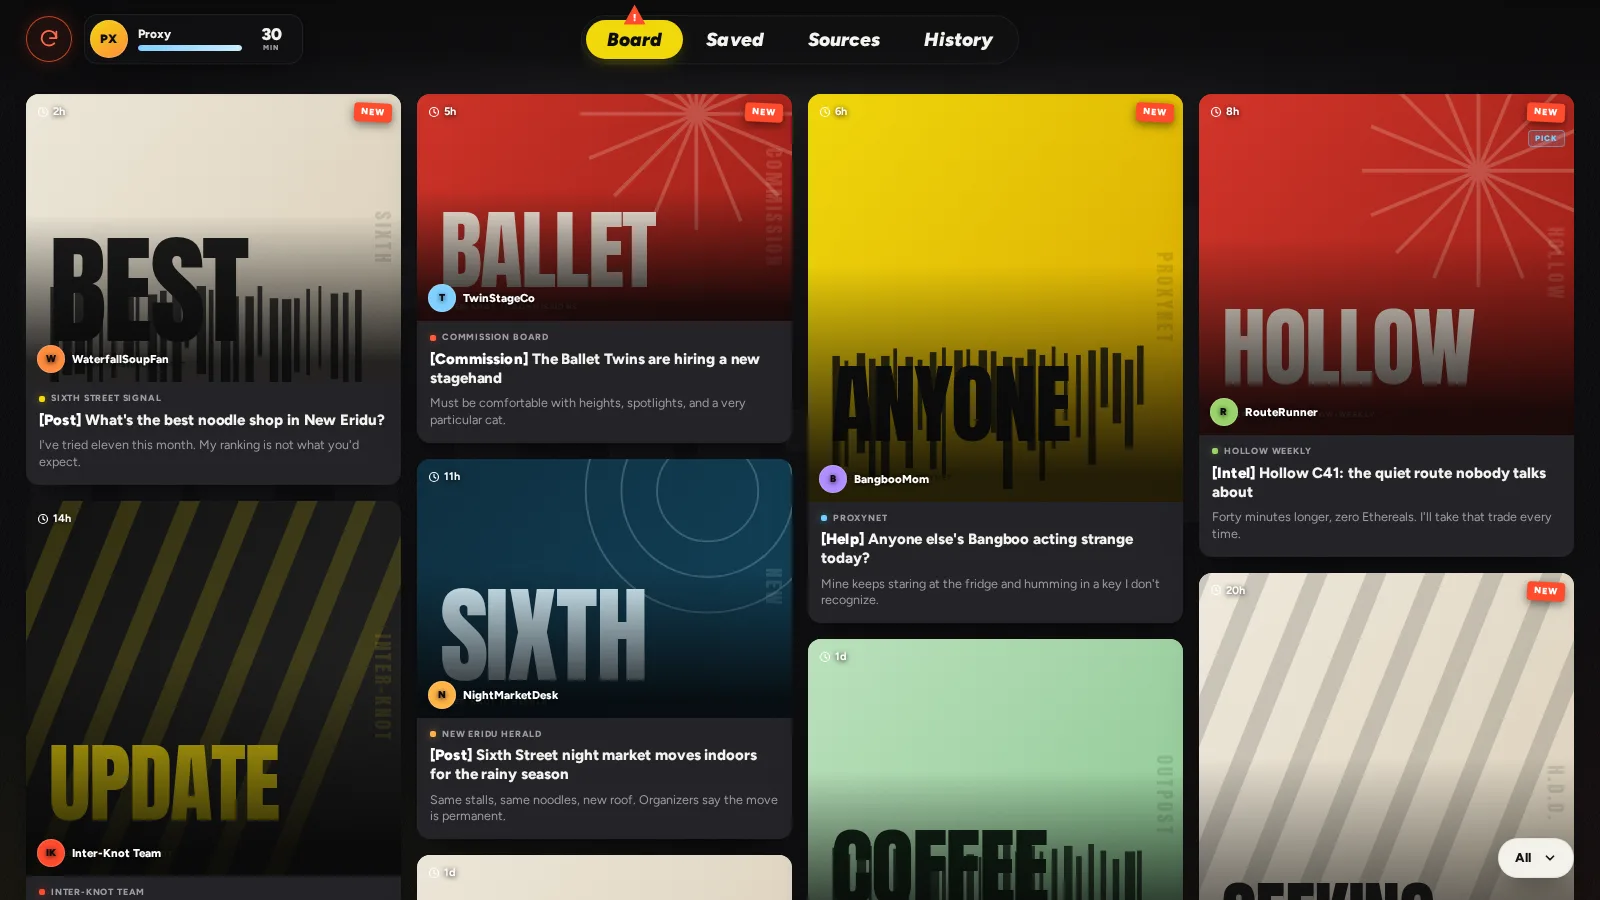 PX
Proxy
30
MIN
!
Board
Saved
Sources
History
2h
NEW
SIXTH
BEST
W
WaterfallSoupFan
SIXTH STREET SIGNAL
[Post] What's the best noodle shop in New Eridu?
I've tried eleven this month. My ranking is not what you'd
expect.
14h
INTER-KNOT
UPDATE
IK
Inter-Knot Team
INTER-KNOT TEAM
5h
NEW
COMMISSION
BALLET
T
TwinStageCo
COMMISSION BOARD
[Commission] The Ballet Twins are hiring a new
stagehand
Must be comfortable with heights, spotlights, and a very
particular cat.
11h
NEW
SIXTH
N
NightMarketDesk
NEW ERIDU HERALD
[Post] Sixth Street night market moves indoors
for the rainy season
Same stalls, same noodles, new roof. Organizers say the move
is permanent.
1d
6h
NEW
PROXYNET
ANYONE
B
BangbooMom
PROXYNET
[Help] Anyone else's Bangboo acting strange
today?
Mine keeps staring at the fridge and humming in a key I don't
recognize.
1d
OUTPOST
COFFEE
8h
NEW
PICK
HOLLOW
HOLLOW
R
RouteRunner
HOLLOW WEEKLY
[Intel] Hollow C41: the quiet route nobody talks
about
Forty minutes longer, zero Ethereals. I'll take that trade every
time.
20h
NEW
H.D.D.
SEEKING
All